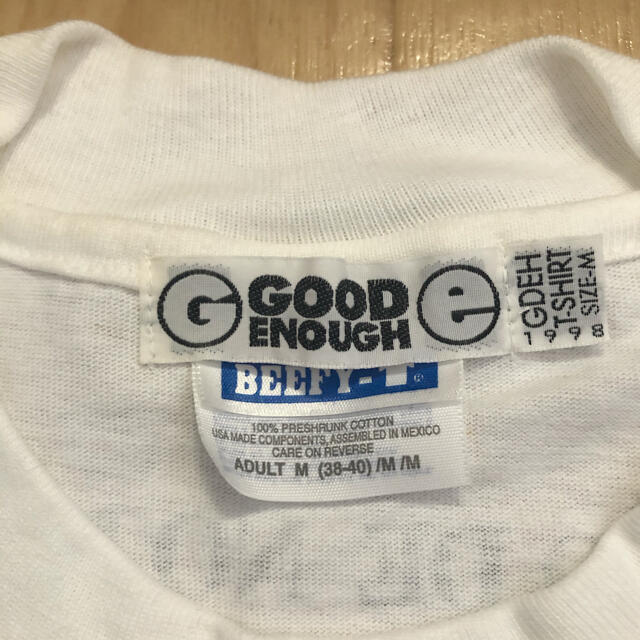 G GOOD ENOUGH e
GDEH
T-SHIRT
SIZE-M
1998
BEEFY-T®
100% PRESHRUNK COTTON
USA MADE COMPONENTS, ASSEMBLED IN MEXICO
CARE ON REVERSE
ADULT M (38-40) /M/M